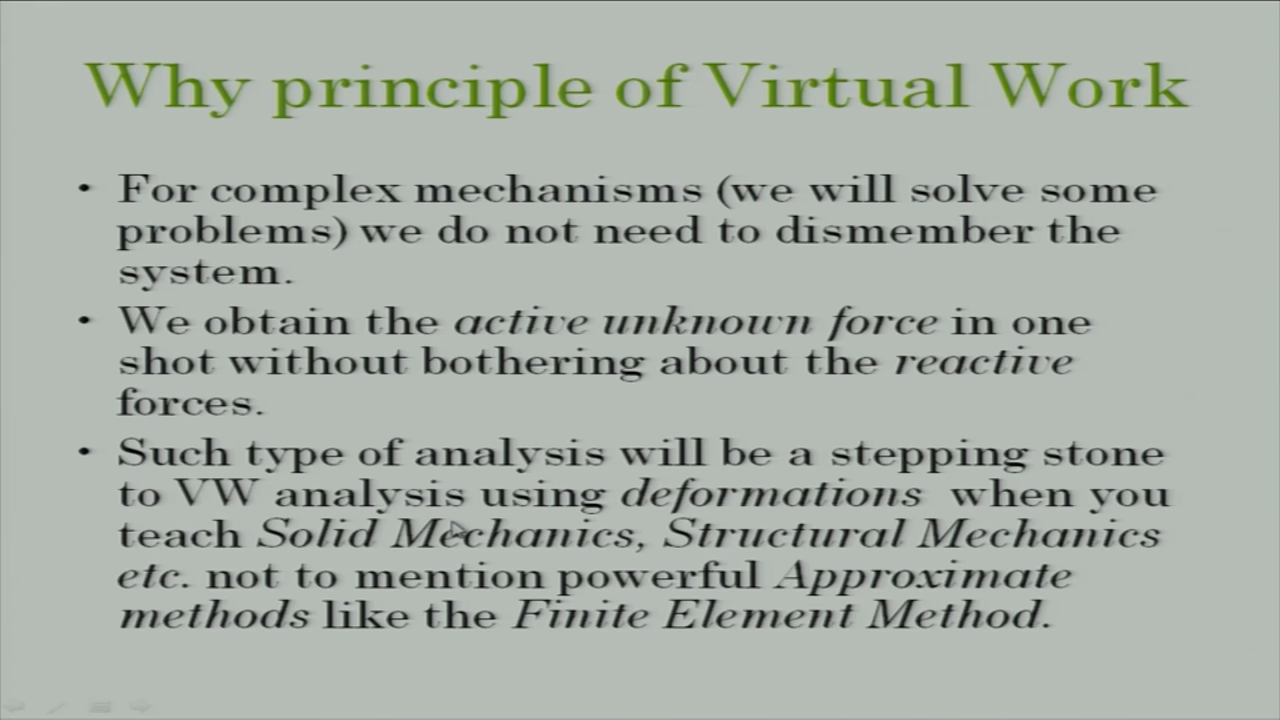 Why principle of Virtual Work
• For complex mechanisms (we will solve some
problems) we do not need to dismember the
system.
• We obtain the active unknown force in one
shot without bothering about the reactive
forces.
• Such type of analysis will be a stepping stone
to VW analysis using deformations when you
teach Solid Mechanics, Structural Mechanics
etc. not to mention powerful Approximate
methods like the Finite Element Method.